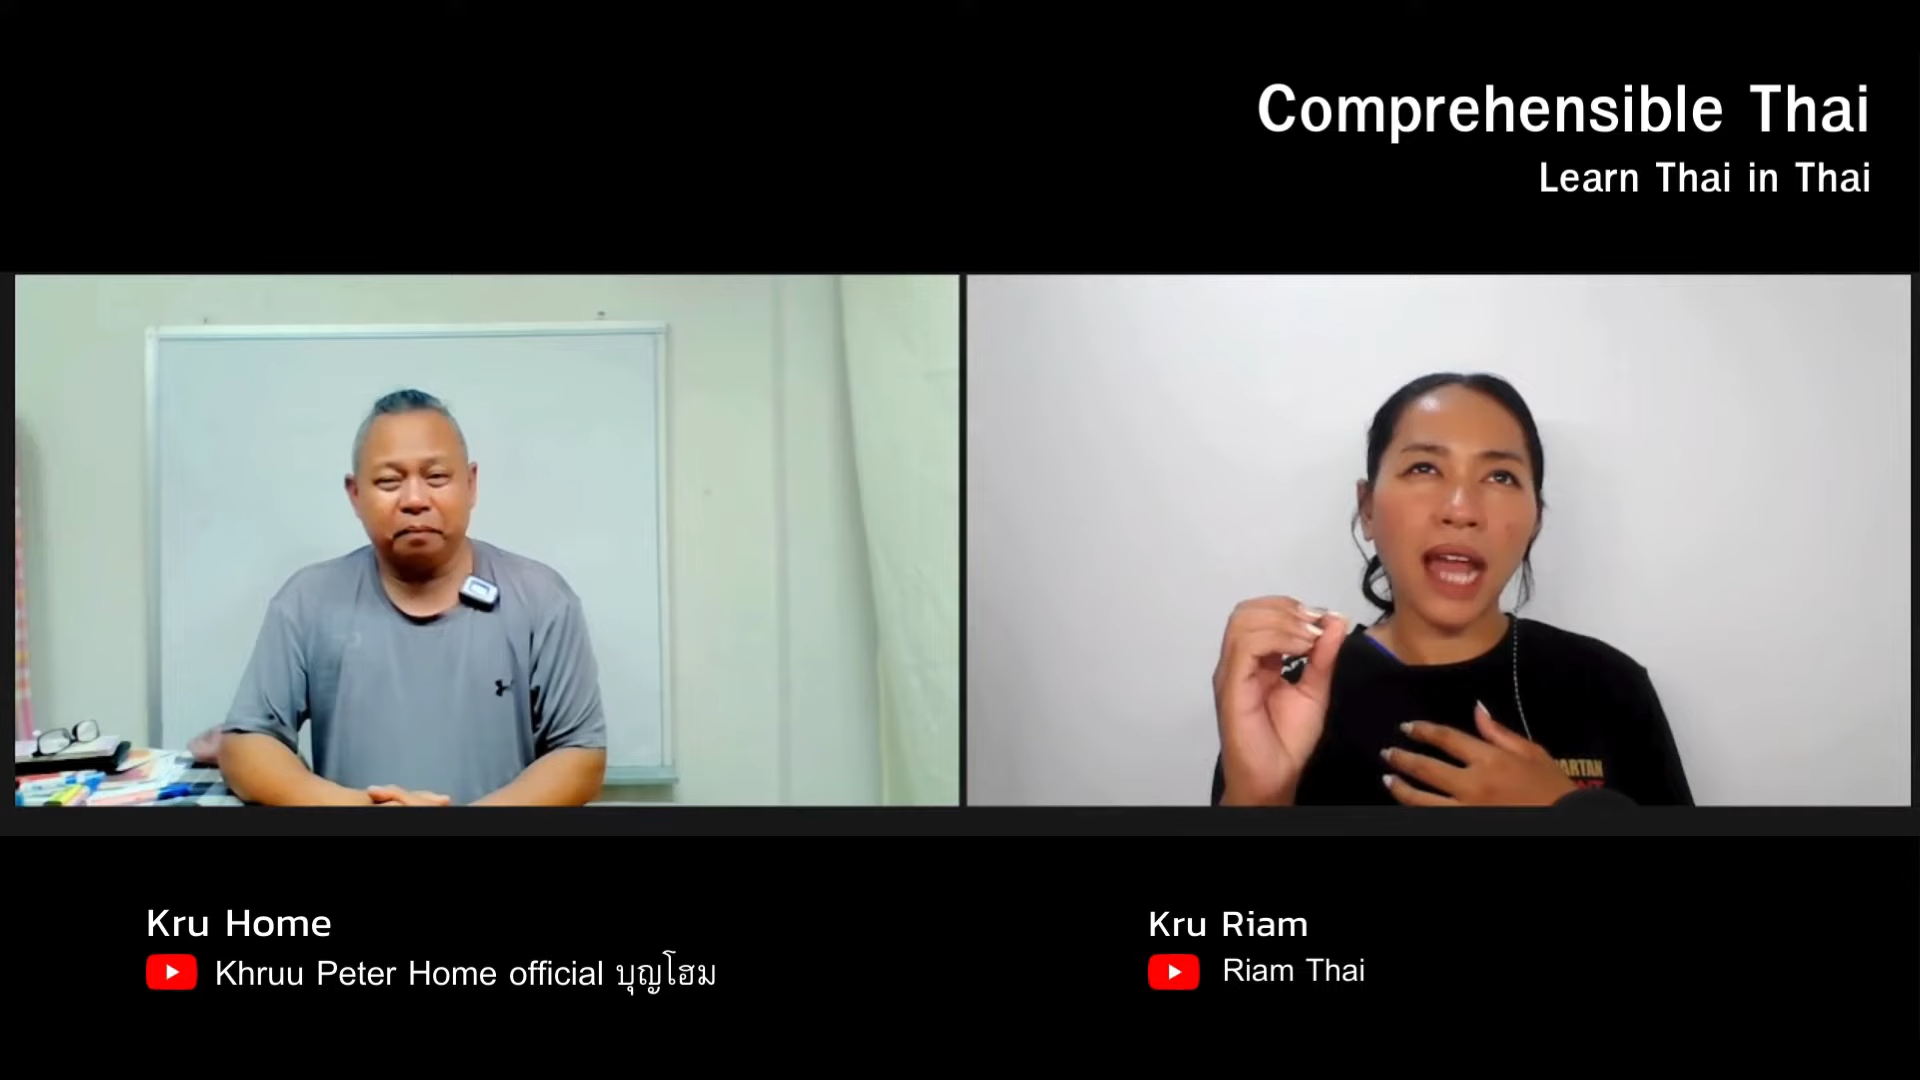 Comprehensible Thai
Learn Thai in Thai
Kru Home
Khruu Peter Home official บุญโฮม
Kru Riam
Riam Thai